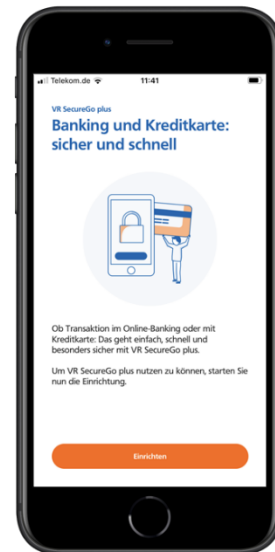 Telekom.de
11:41
VR SecureGo plus
Banking und Kreditkarte:
sicher und schnell
Ob Transaktion im Online-Banking oder mit
Kreditkarte: Das geht einfach, schnell und
besonders sicher mit VR SecureGo plus.
Um VR SecureGo plus nutzen zu können, starten Sie
nun die Einrichtung.
Einrichten